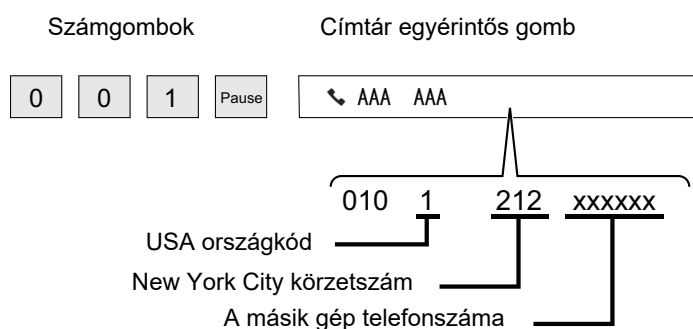 Számgombok Címtár egyérintős gomb
0 0 1 Pause AAA AAA
010 1 212 xxxxxx
USA országkód
New York City körzetszám
A másik gép telefonszáma